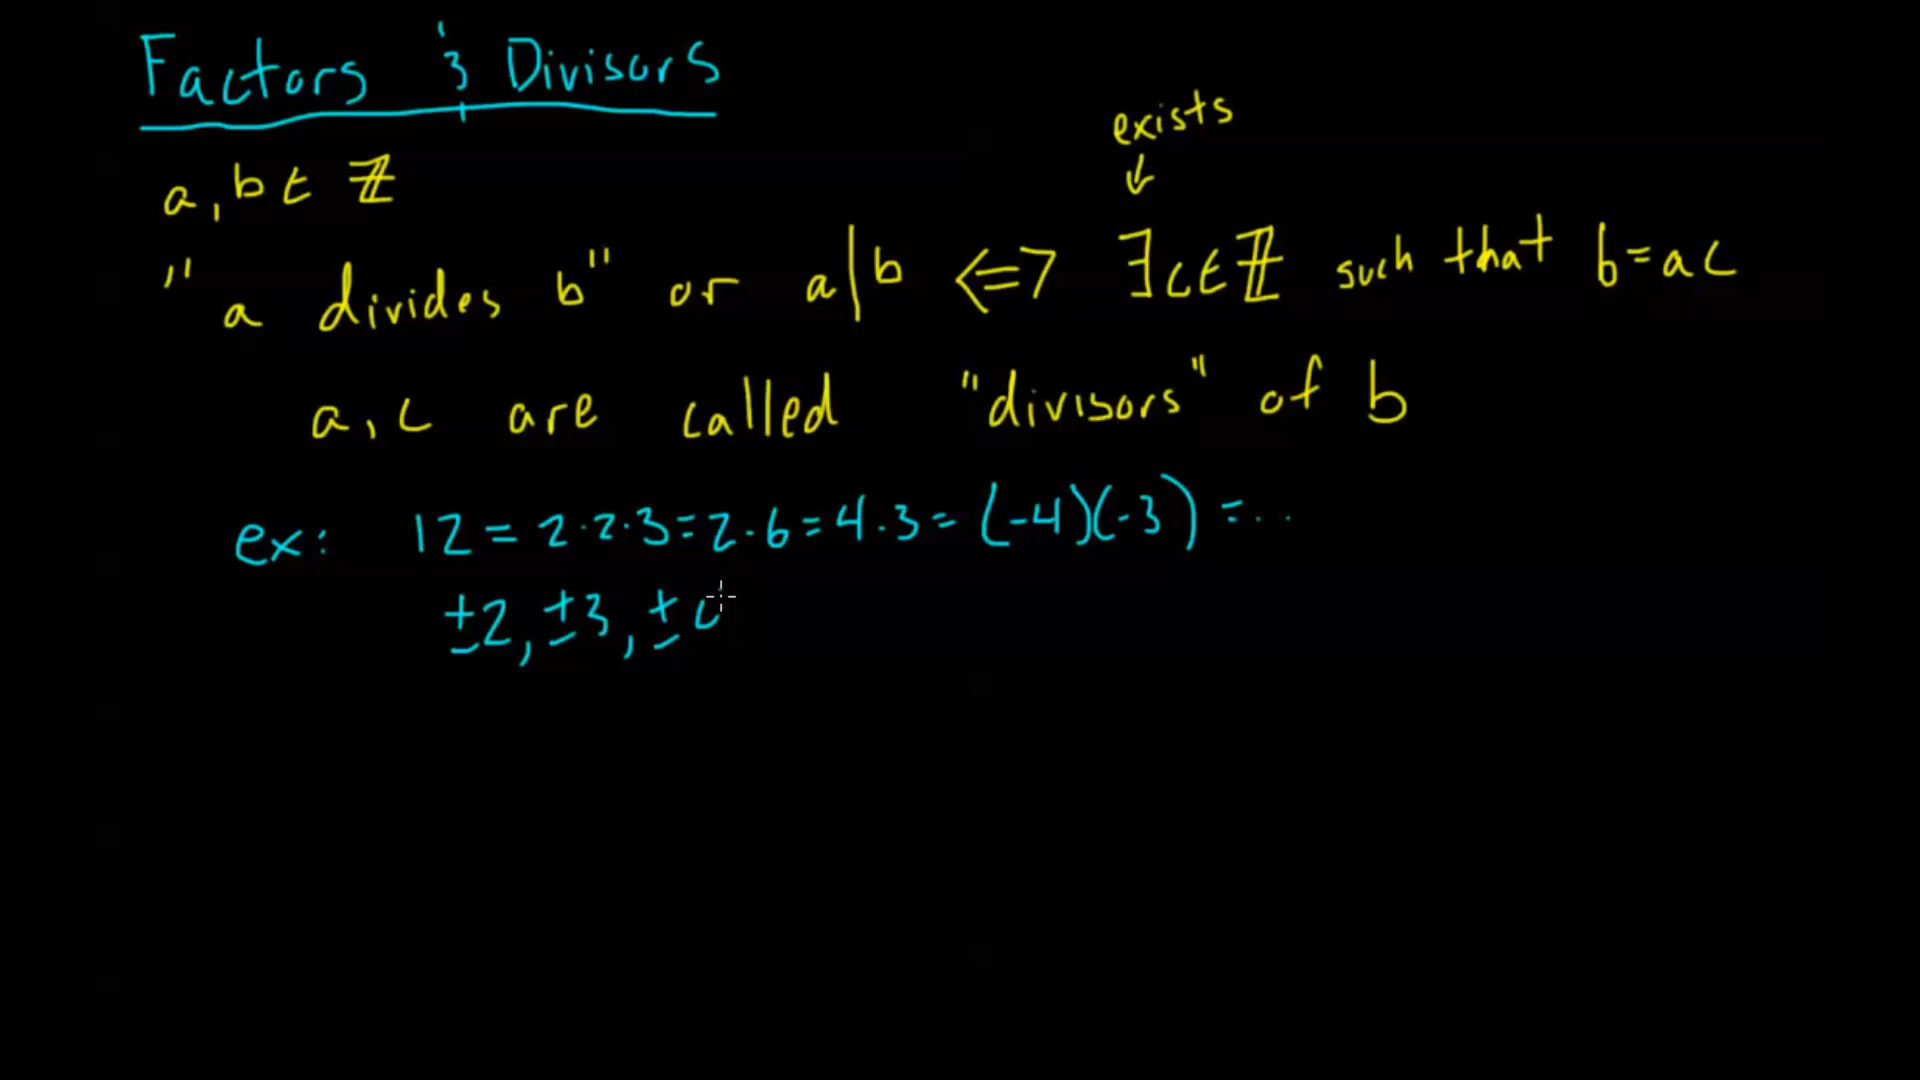 Factors & Divisors
exists
↓
a, b ∈ ℤ
"a divides b" or a|b ⇔ ∃c∈ℤ such that b=ac
a, c are called "divisors" of b
ex: 12 = 2·2·3 = 2·6 = 4·3 = (-4)(-3) = ...
±2, ±3, ±